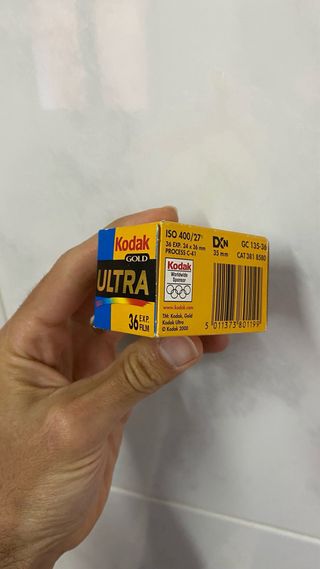 Kodak
GOLD
ULTRA
36 EXP.
FILM
ISO 400/27°
36 EXP. 24 x 36 mm
PROCESS C-41
DXN
35 mm
GC 135-36
CAT 381 8580
Kodak
Worldwide
Sponsor
www.kodak.com
TM: Kodak, Gold
Kodak Ultra
© Kodak 2000
5 011373 801199